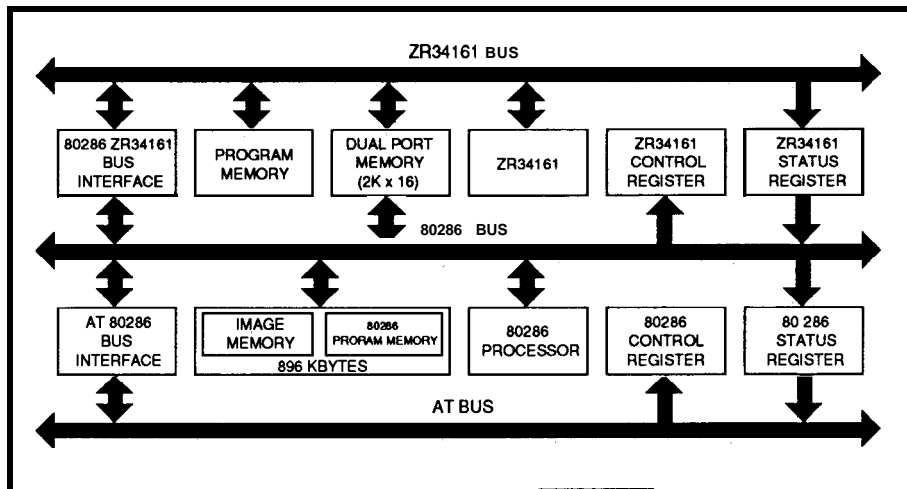 ZR34161 BUS
80286 ZR34161
BUS
INTERFACE
PROGRAM
MEMORY
DUAL PORT
MEMORY
(2K x 16)
ZR34161
ZR34161
CONTROL
REGISTER
ZR34161
STATUS
REGISTER
80286 BUS
AT 80286
BUS
INTERFACE
IMAGE
MEMORY
80286
PRORAM MEMORY
896 KBYTES
80286
PROCESSOR
80286
CONTROL
REGISTER
80 286
STATUS
REGISTER
AT BUS